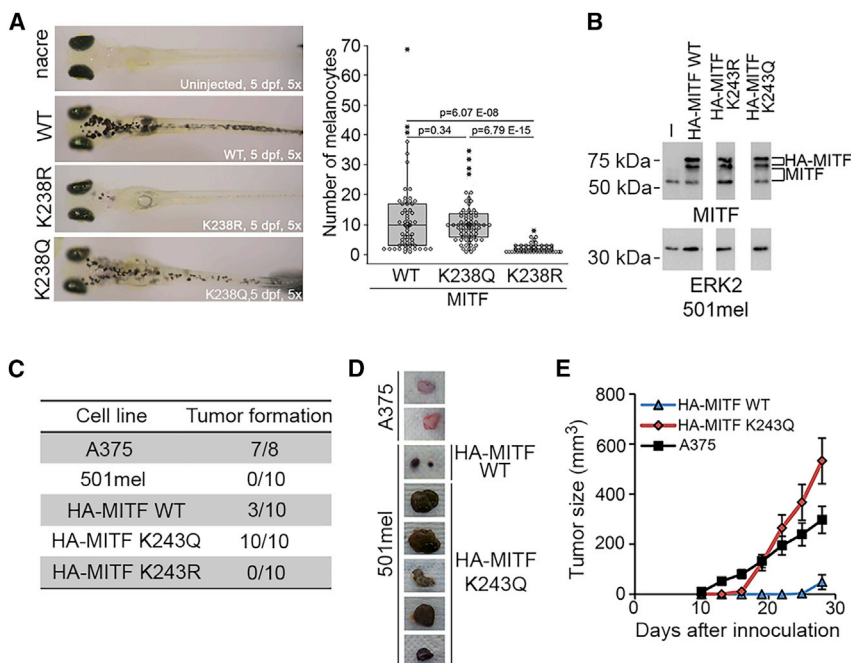 A
nacre
Uninjected, 5 dpf, 5x
WT
WT, 5 dpf, 5x
K238R
K238R, 5 dpf, 5x
K238Q
K238Q,5 dpf, 5x
Number of melanocytes
70
60
50
40
30
20
10
0
p=6.07 E-08
p=0.34
p=6.79 E-15
WT
K238Q
K238R
MITF
B
–
HA-MITF WT
HA-MITF K243R
HA-MITF K243Q
75 kDa-
50 kDa-
HA-MITF
MITF
MITF
30 kDa-
ERK2
501mel
C
Cell line Tumor formation
A375 7/8
501mel 0/10
HA-MITF WT 3/10
HA-MITF K243Q 10/10
HA-MITF K243R 0/10
D
A375
501mel
HA-MITF
WT
HA-MITF
K243Q
E
Tumor size (mm³)
800
600
400
200
0
HA-MITF WT
HA-MITF K243Q
A375
0 10 20 30
Days after innoculation